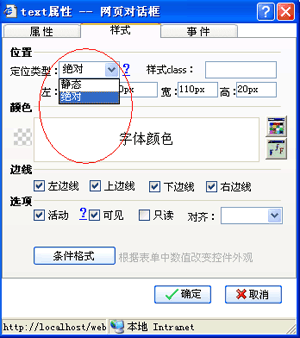 text属性 -- 网页对话框
属性 样式 事件
位置
定位类型: 绝对 ? 样式class:
静态
绝对
左: 0px 宽: 110px 高: 20px
颜色
字体颜色
边线
左边线 上边线 下边线 右边线
选项
活动 ? 可见 只读 对齐:
条件格式 根据表单中数值改变控件外观
确定 取消
http://localhost/web 本地 Intranet